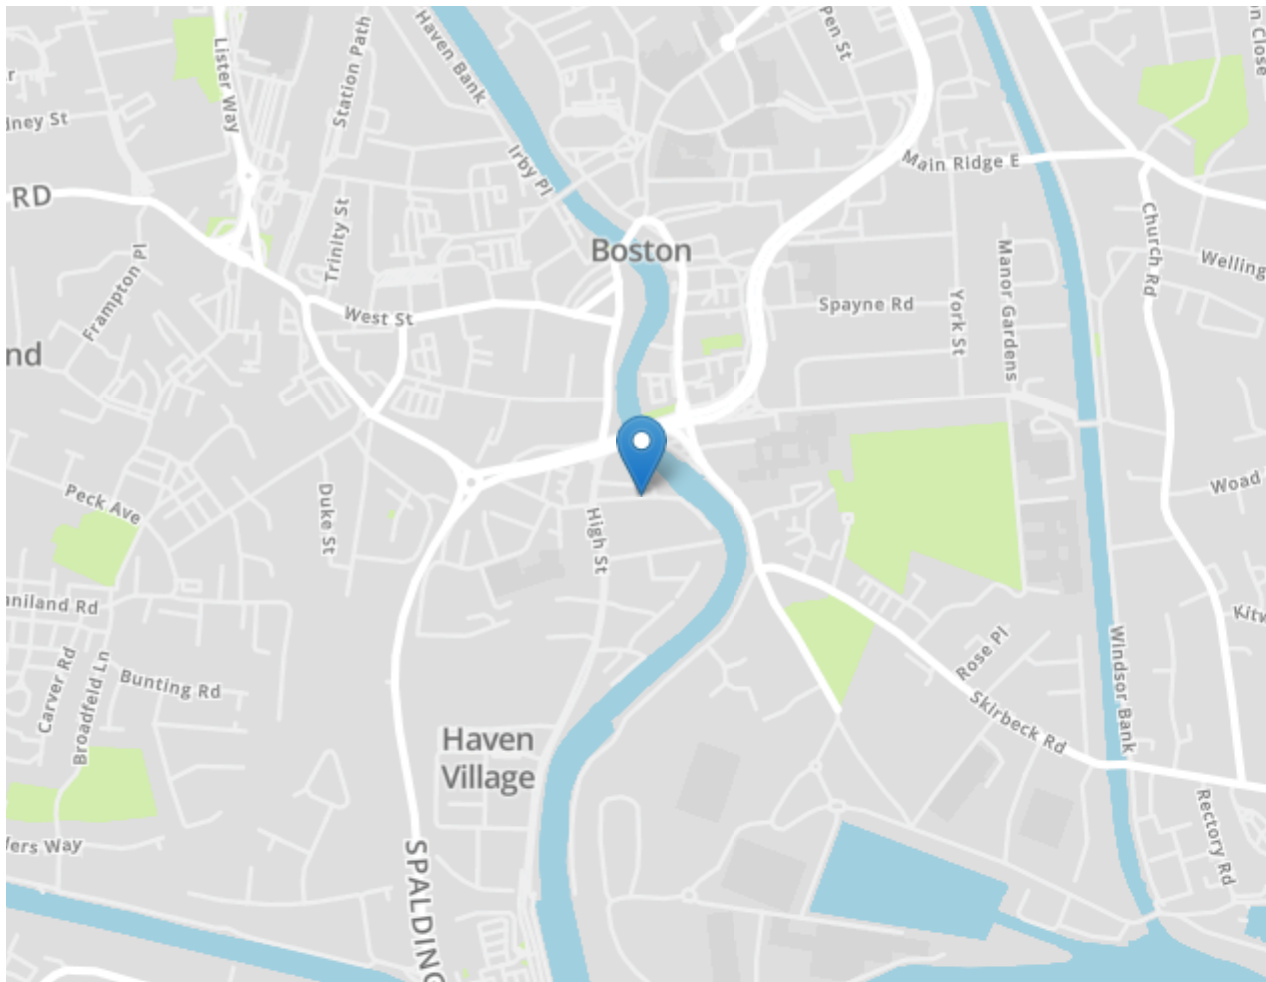 Haven Bank
Pen St
n Close
Lister Way
Station Path
r
dney St
Irby Pl
Main Ridge E
RD
Trinity St
Church Rd
Frampton Pl
Boston
Manor Gardens
Welling
West St
Spayne Rd
York St
nd
Peck Ave
Duke St
High St
Woad
niland Rd
Kitw
Carver Rd
Broadfeld Ln
Bunting Rd
Rose Pl
Windsor Bank
Skirbeck Rd
Haven
Village
Rectory Rd
ers Way
SPALDING